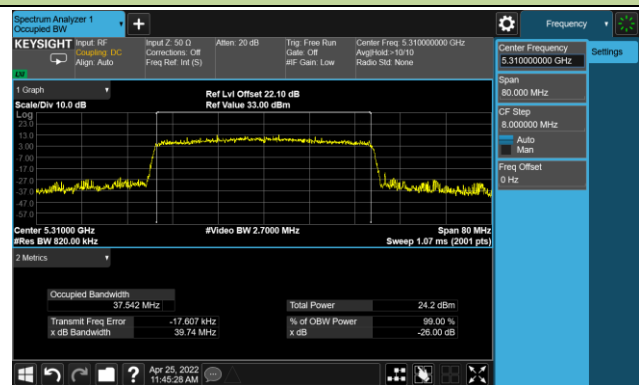 Spectrum Analyzer 1
Occupied BW
+
Frequency
KEYSIGHT
Input: RF
Coupling: DC
Align: Auto
Input Z: 50 Ω
Corrections: Off
Freq Ref: Int (S)
Atten: 20 dB
Trig: Free Run
Gate: Off
#IF Gain: Low
Center Freq: 5.310000000 GHz
Avg|Hold:>10/10
Radio Std: None
Center Frequency
5.310000000 GHz
Settings
Span
80.000 MHz
CF Step
8.000000 MHz
Auto
Man
Freq Offset
0 Hz
1 Graph
Scale/Div 10.0 dB
Ref Lvl Offset 22.10 dB
Ref Value 33.00 dBm
Log
23.0
13.0
3.00
-7.00
-17.0
-27.0
-37.0
-47.0
-57.0
Center 5.31000 GHz
#Video BW 2.7000 MHz
Span 80 MHz
#Res BW 820.00 kHz
Sweep 1.07 ms (2001 pts)
2 Metrics
Occupied Bandwidth
37.542 MHz
Total Power 24.2 dBm
Transmit Freq Error -17.607 kHz
% of OBW Power 99.00 %
x dB Bandwidth 39.74 MHz
x dB -26.00 dB
?
Apr 25, 2022
11:45:28 AM